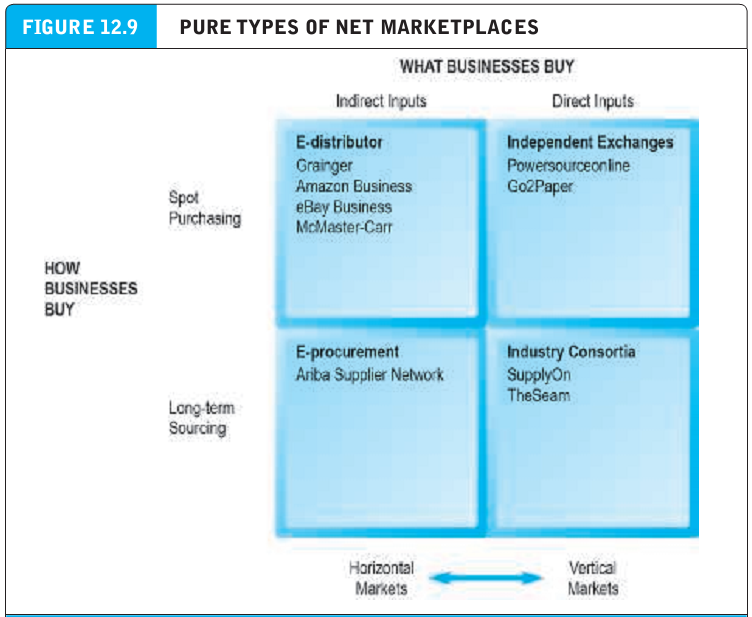 FIGURE 12.9
PURE TYPES OF NET MARKETPLACES
WHAT BUSINESSES BUY
Indirect Inputs
Direct Inputs
HOW
BUSINESSES
BUY
Spot
Purchasing
E-distributor
Grainger
Amazon Business
eBay Business
McMaster-Carr
Independent Exchanges
Powersourceonline
Go2Paper
Long-term
Sourcing
E-procurement
Ariba Supplier Network
Industry Consortia
SupplyOn
TheSeam
Horizontal
Markets
Vertical
Markets